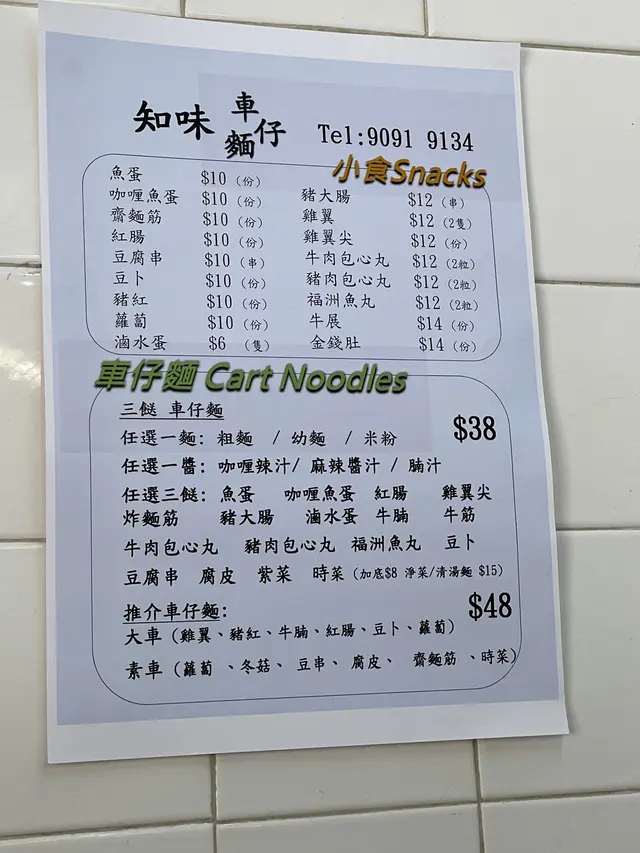 知味 車仔麵 Tel:9091 9134
小食Snacks
魚蛋 $10 (份)
咖喱魚蛋 $10 (份)
齋麵筋 $10 (份)
紅腸 $10 (份)
豆腐串 $10 (串)
豆卜 $10 (份)
豬紅 $10 (份)
蘿蔔 $10 (份)
滷水蛋 $6 (隻)
豬大腸 $12 (串)
雞翼 $12 (2隻)
雞翼尖 $12 (份)
牛肉包心丸 $12 (2粒)
豬肉包心丸 $12 (2粒)
福洲魚丸 $12 (2粒)
牛展 $14 (份)
金錢肚 $14 (份)
車仔麵 Cart Noodles
三餸 車仔麵 $38
任選一麵: 粗麵 / 幼麵 / 米粉
任選一醬: 咖喱辣汁/ 麻辣醬汁 / 腩汁
任選三餸: 魚蛋 咖喱魚蛋 紅腸 雞翼尖
炸麵筋 豬大腸 滷水蛋 牛腩 牛筋
牛肉包心丸 豬肉包心丸 福洲魚丸 豆卜
豆腐串 腐皮 紫菜 時菜 (加底$8 淨菜/清湯麵 $15)
推介車仔麵: $48
大車 (雞翼、豬紅、牛腩、紅腸、豆卜、蘿蔔)
素車 (蘿蔔 、冬菇、 豆串、 腐皮、 齋麵筋 、時菜)